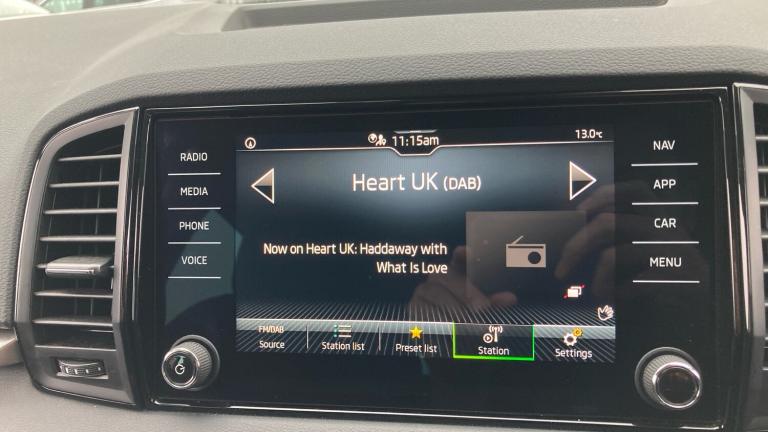 11:15am
13.0°C
RADIO
MEDIA
PHONE
VOICE
Heart UK (DAB)
Now on Heart UK: Haddaway with
What Is Love
NAV
APP
CAR
MENU
FM/DAB
Source
Station list
Preset list
Station
Settings